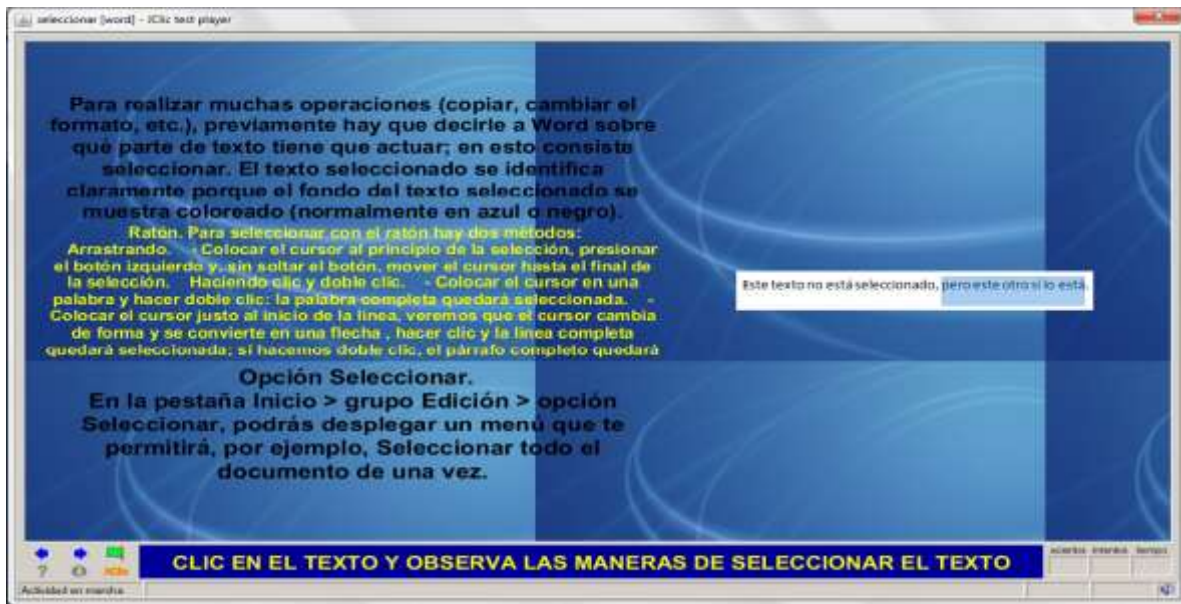 seleccionar [word] - JClic test player
Para realizar muchas operaciones (copiar, cambiar el
formato, etc.), previamente hay que decirle a Word sobre
qué parte de texto tiene que actuar; en esto consiste
seleccionar. El texto seleccionado se identifica
claramente porque el fondo del texto seleccionado se
muestra coloreado (normalmente en azul o negro).
Ratón. Para seleccionar con el ratón hay dos métodos:
Arrastrando. - Colocar el cursor al principio de la selección, presionar
el botón izquierdo y, sin soltar el botón, mover el cursor hasta el final de
la selección. Haciendo clic y doble clic. - Colocar el cursor en una
palabra y hacer doble clic: la palabra completa quedará seleccionada. -
Colocar el cursor justo al inicio de la línea, veremos que el cursor cambia
de forma y se convierte en una flecha , hacer clic y la línea completa
quedará seleccionada; si hacemos doble clic, el párrafo completo quedará
Este texto no está seleccionado, pero este otro sí lo está.
Opción Seleccionar.
En la pestaña Inicio > grupo Edición > opción
Seleccionar, podrás desplegar un menú que te
permitirá, por ejemplo, Seleccionar todo el
documento de una vez.
CLIC EN EL TEXTO Y OBSERVA LAS MANERAS DE SELECCIONAR EL TEXTO
aciertos intentos tiempo
Actividad en marcha